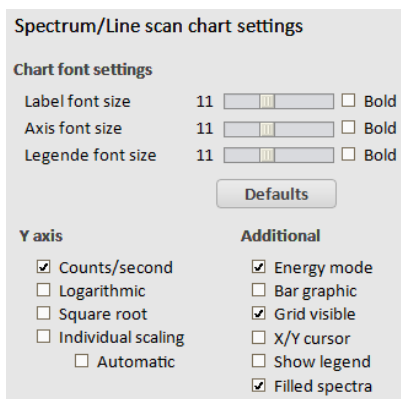 Spectrum/Line scan chart settings
Chart font settings
Label font size 11 Bold
Axis font size 11 Bold
Legende font size 11 Bold
Defaults
Y axis Additional
Counts/second Energy mode
Logarithmic Bar graphic
Square root Grid visible
Individual scaling X/Y cursor
Automatic Show legend
Filled spectra